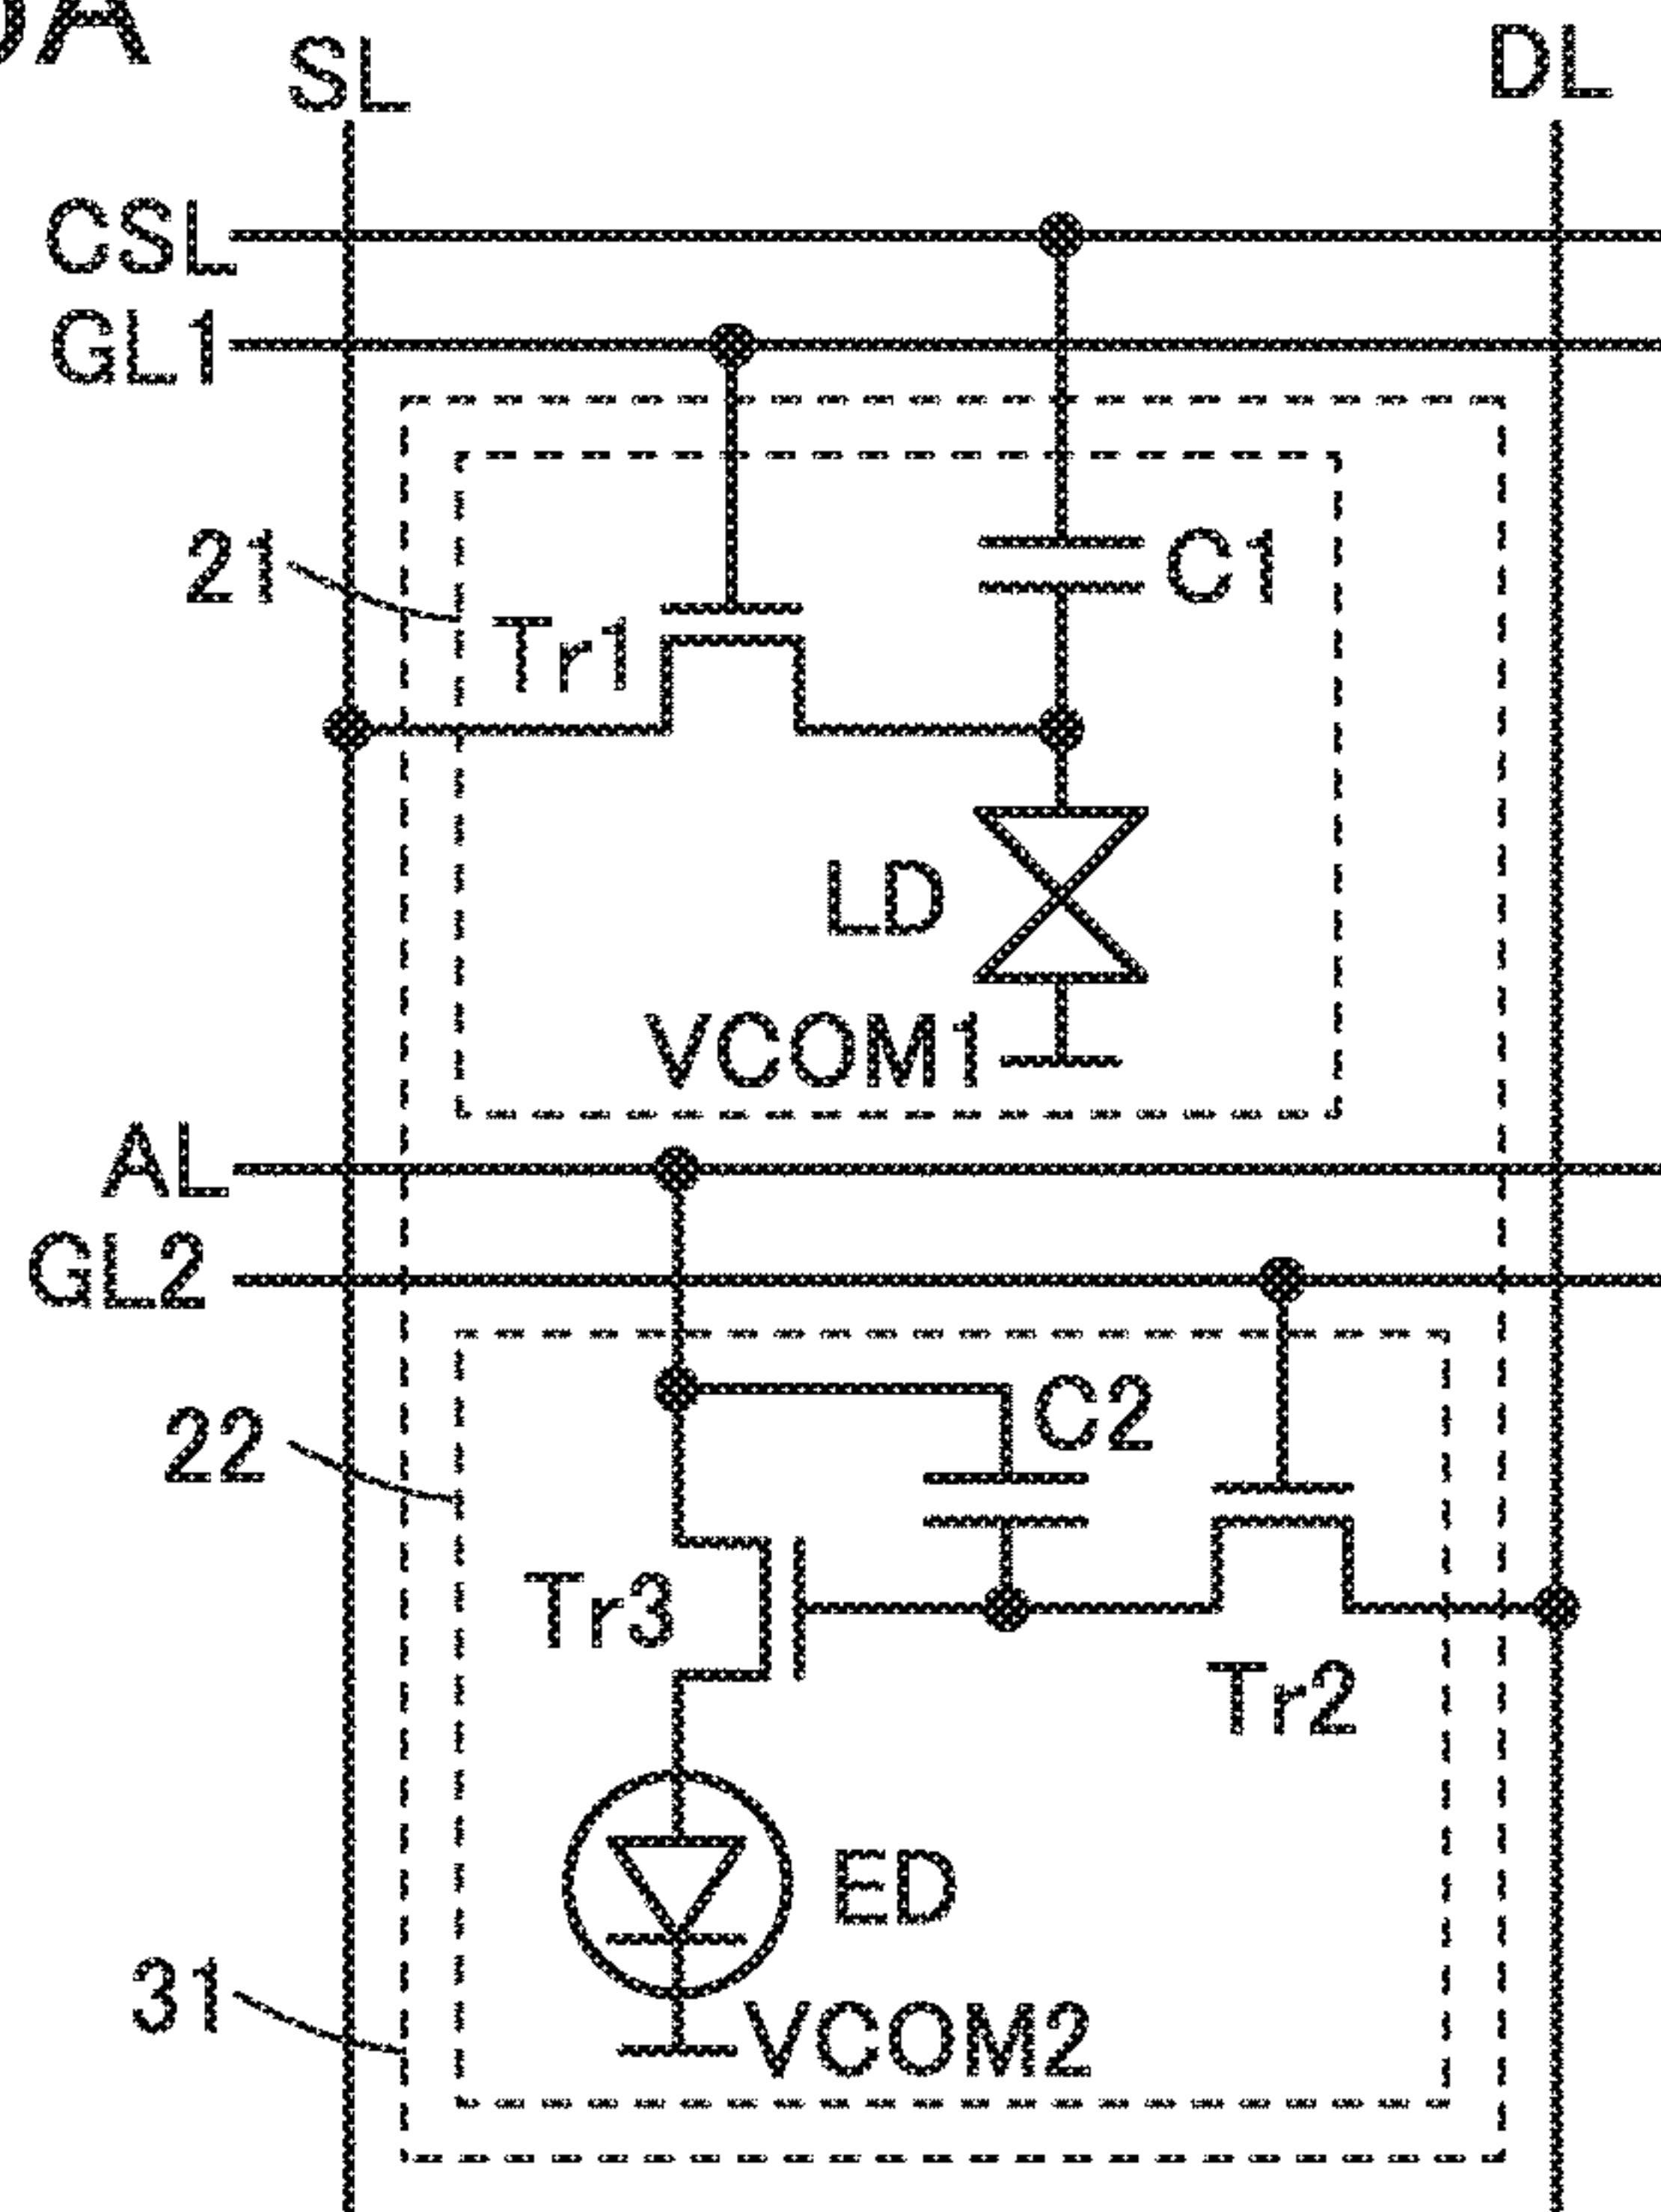 SL
DL
CSL
GL1
21
C1
Tr1
LD
VCOM1
AL
GL2
C2
22
Tr3
Tr2
ED
31
VCOM2